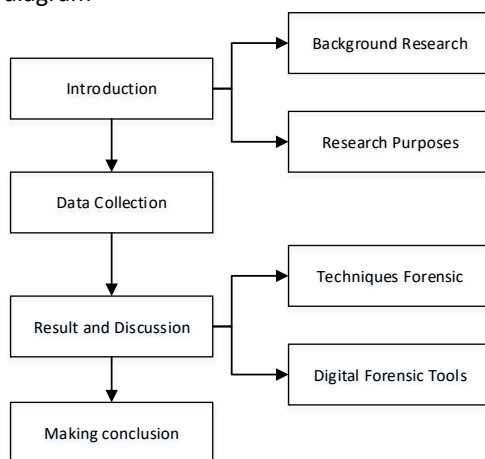 diagram
Background Research
Introduction
Research Purposes
Data Collection
Techniques Forensic
Result and Discussion
Digital Forensic Tools
Making conclusion